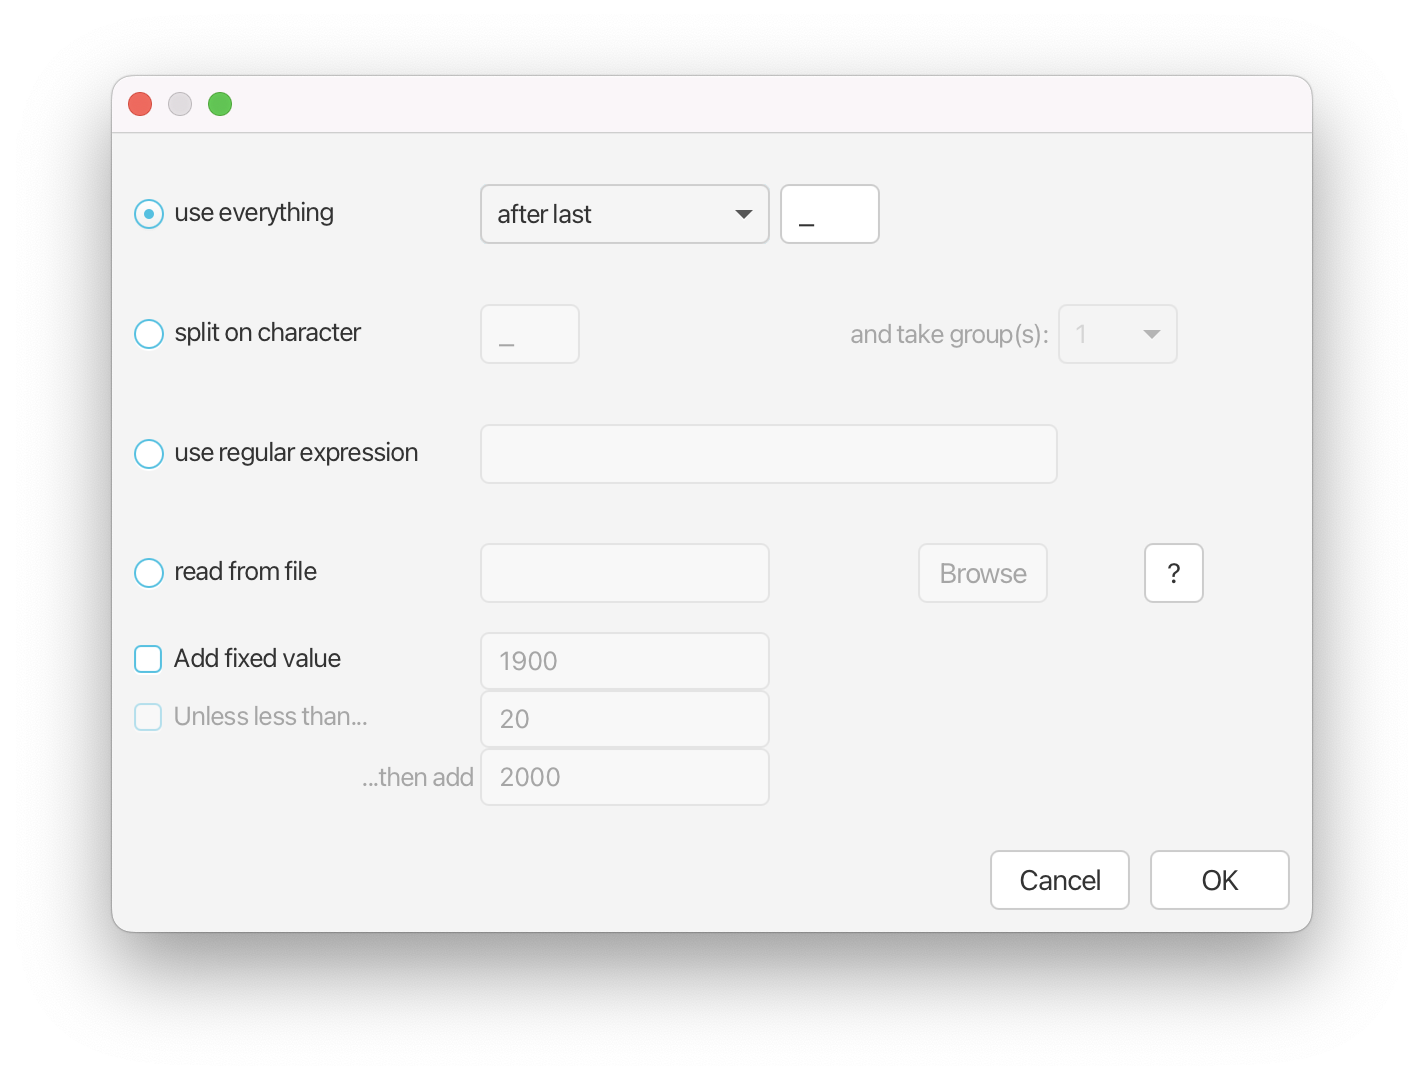 use everything after last _
split on character _ and take group(s): 1
use regular expression
read from file Browse ?
Add fixed value 1900
Unless less than... 20
...then add 2000
Cancel OK